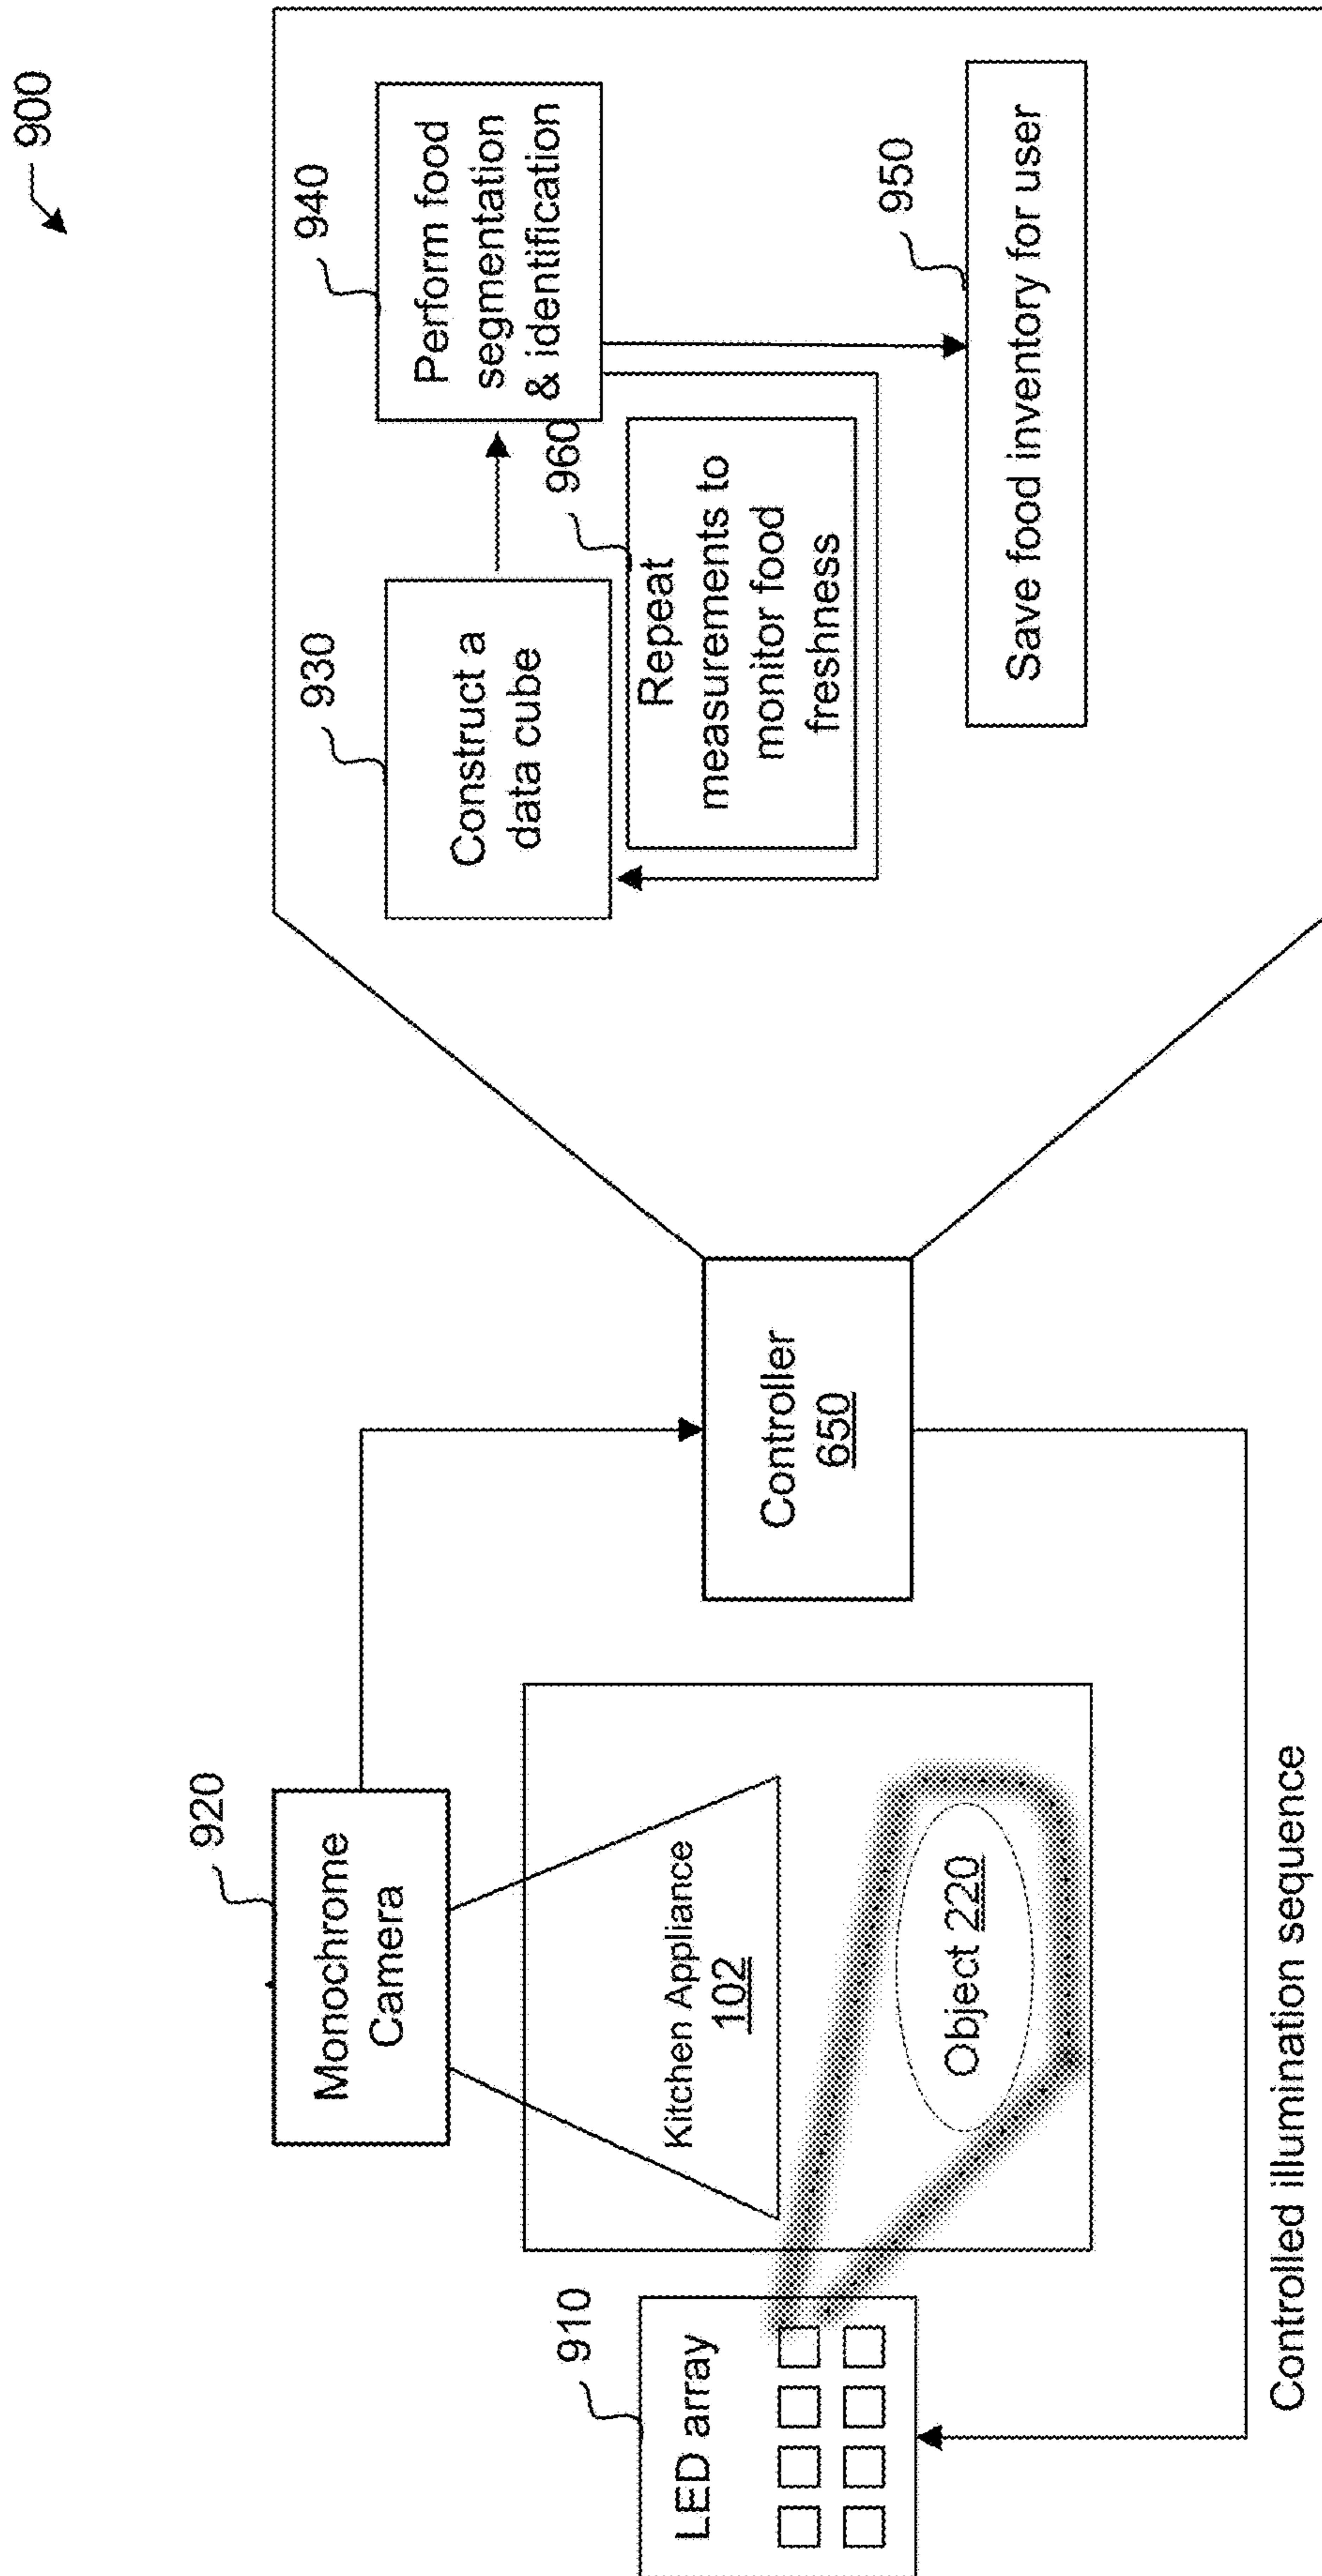 900
920
Monochrome
Camera
910
LED array
Kitchen Appliance
102
Object 220
Controller
650
Controlled illumination sequence
930
Construct a
data cube
940
Perform food
segmentation
& identification
960
Repeat
measurements to
monitor food
freshness
950
Save food inventory for user